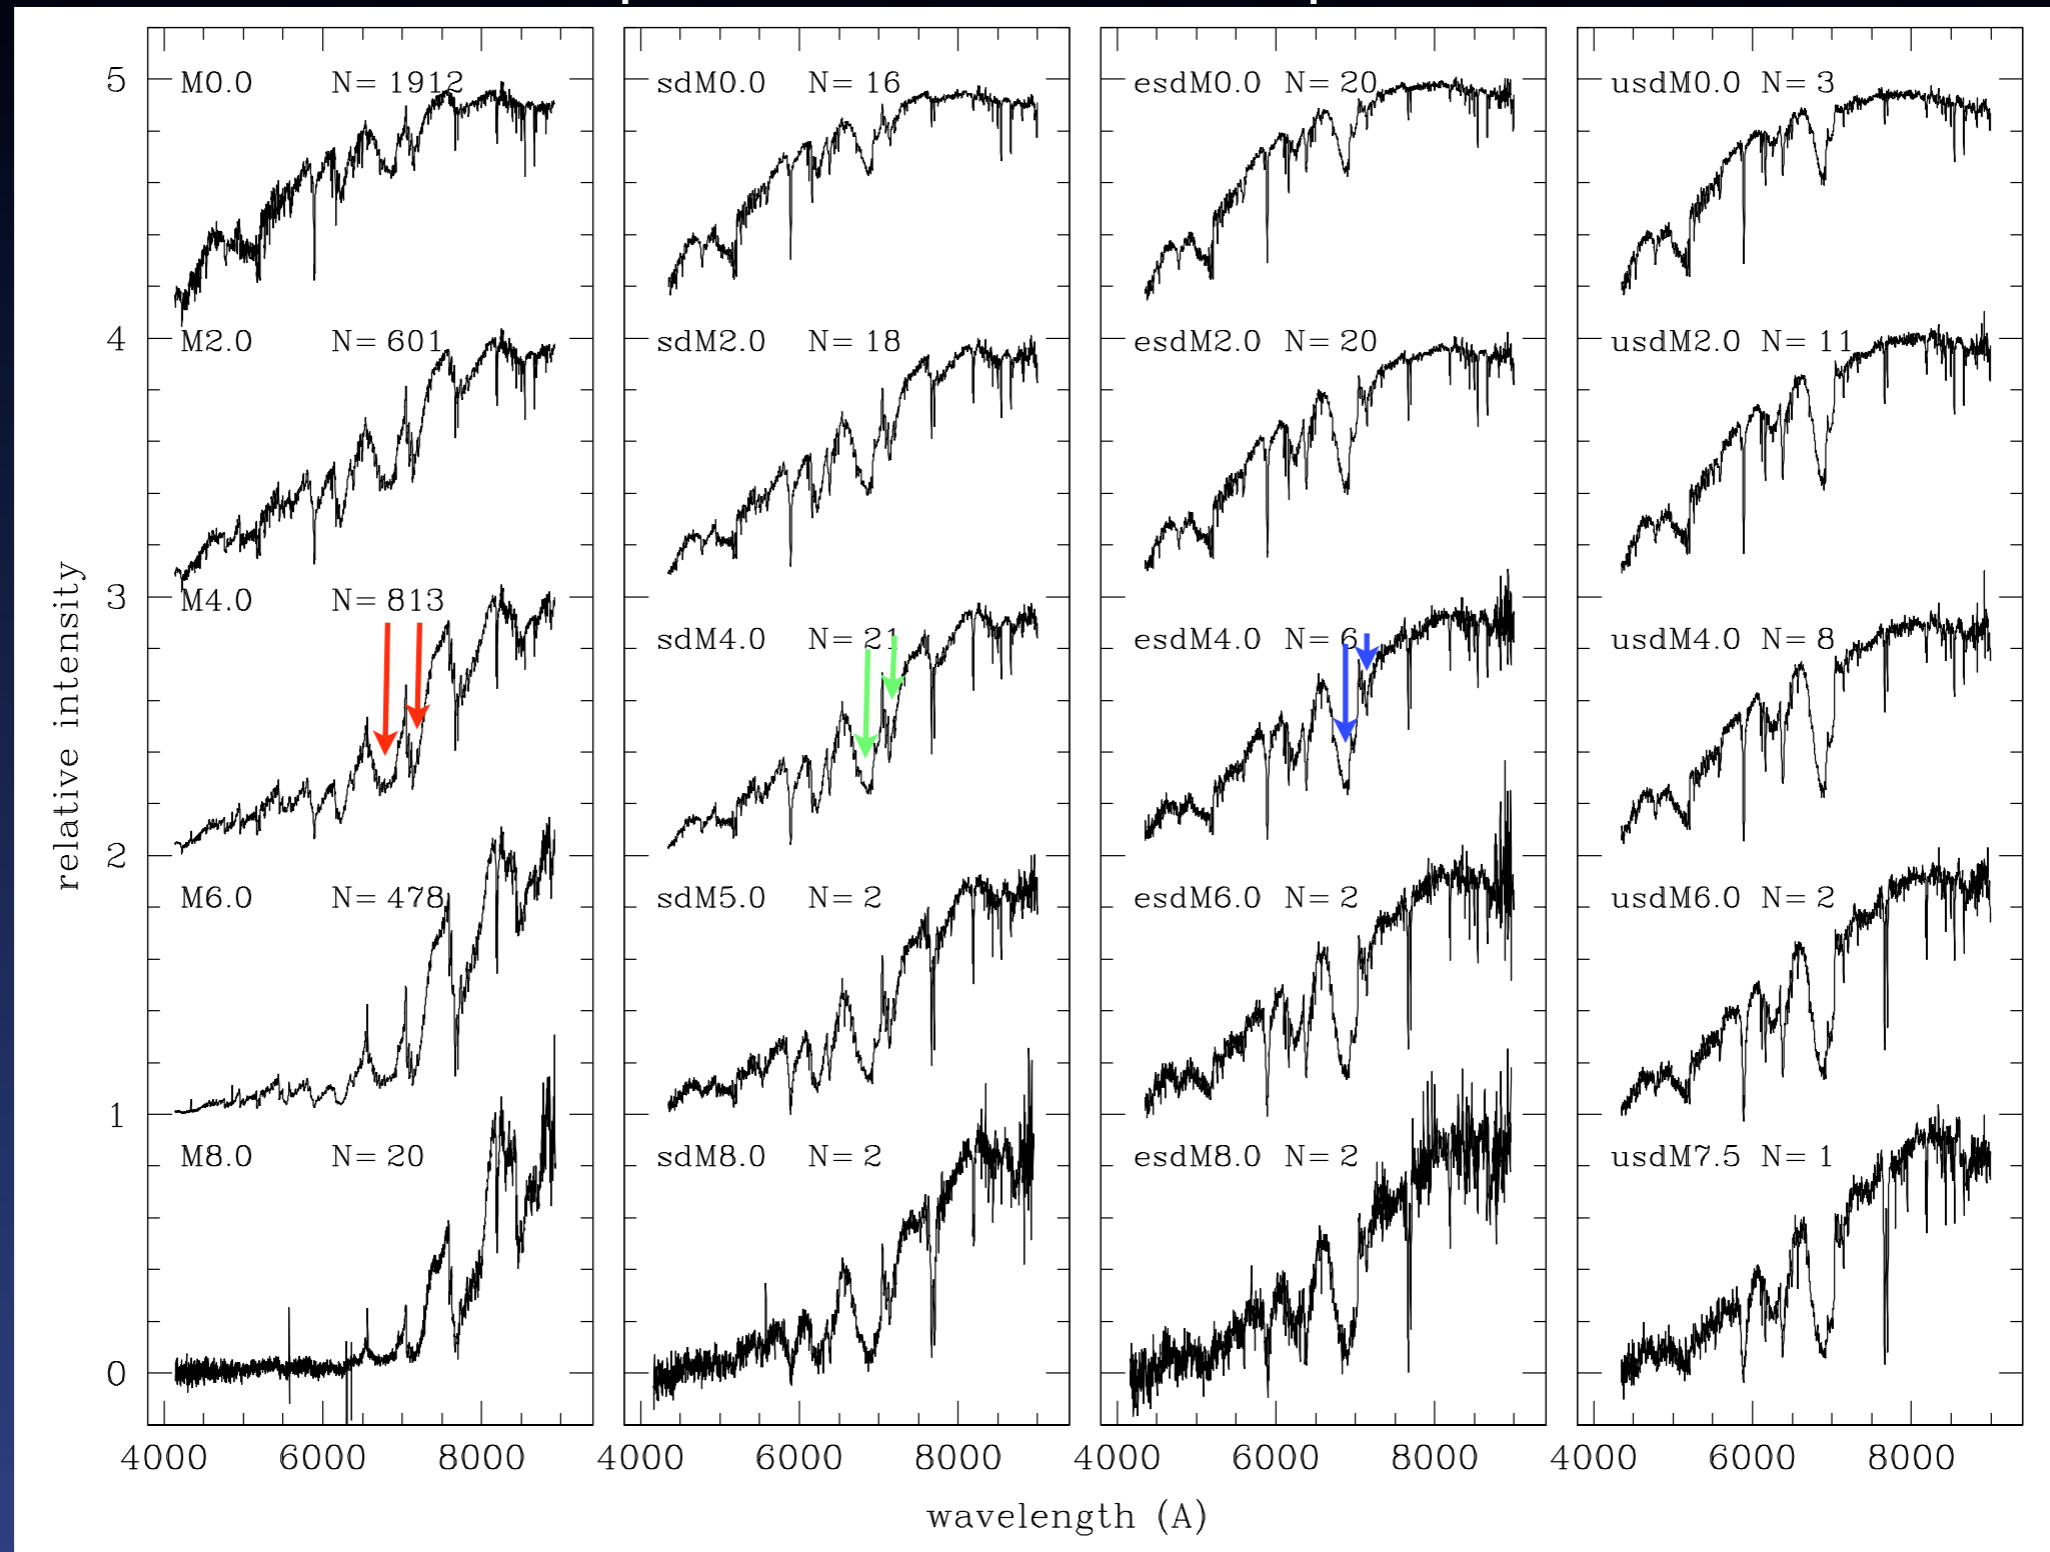 5
M0.0 N= 1912
sdM0.0 N= 16
esdM0.0 N= 20
usdM0.0 N= 3
4
M2.0 N= 601
sdM2.0 N= 18
esdM2.0 N= 20
usdM2.0 N= 11
3
M4.0 N= 813
sdM4.0 N= 21
esdM4.0 N= 6
usdM4.0 N= 8
2
M6.0 N= 478
sdM5.0 N= 2
esdM6.0 N= 2
usdM6.0 N= 2
1
M8.0 N= 20
sdM8.0 N= 2
esdM8.0 N= 2
usdM7.5 N= 1
0
relative intensity
4000 6000 8000 4000 6000 8000 4000 6000 8000 4000 6000 8000
wavelength (A)